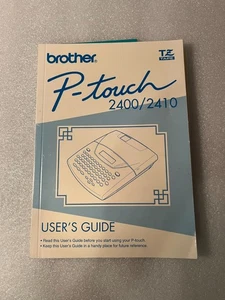 brother®
TZ
TAPE
P-touch
2400/2410
USER'S GUIDE
• Read this User's Guide before you start using your P-touch.
• Keep this User's Guide in a handy place for future reference.